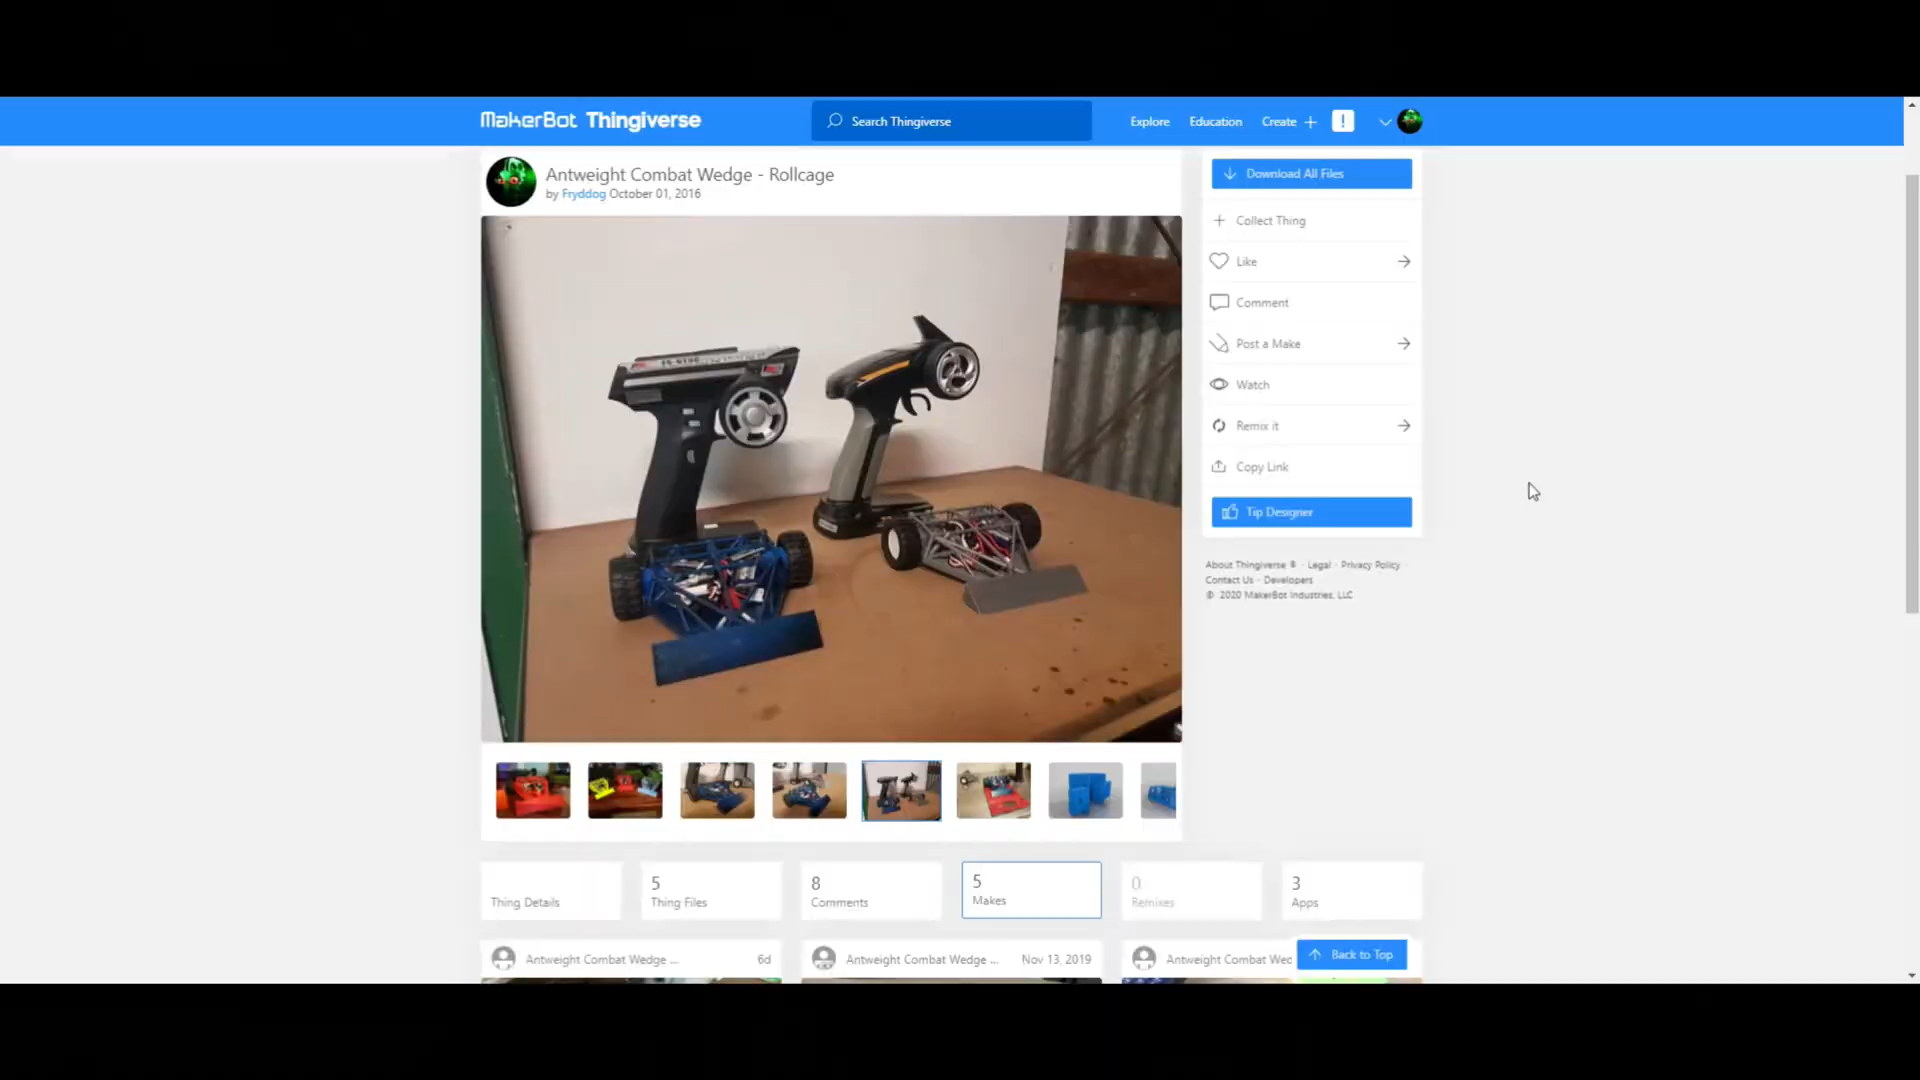 MakerBot Thingiverse
Search Thingiverse
Explore
Education
Create
Antweight Combat Wedge - Rollcage
by Fryddog October 01, 2016
Download All Files
Collect Thing
Like
Comment
Post a Make
Watch
Remix it
Copy Link
Tip Designer
About Thingiverse ® · Legal · Privacy Policy ·
Contact Us · Developers
© 2020 MakerBot Industries, LLC
Thing Details
5
Thing Files
8
Comments
5
Makes
0
Remixes
3
Apps
Antweight Combat Wedge ...
6d
Antweight Combat Wedge ...
Nov 13, 2019
Antweight Combat Wec
Back to Top